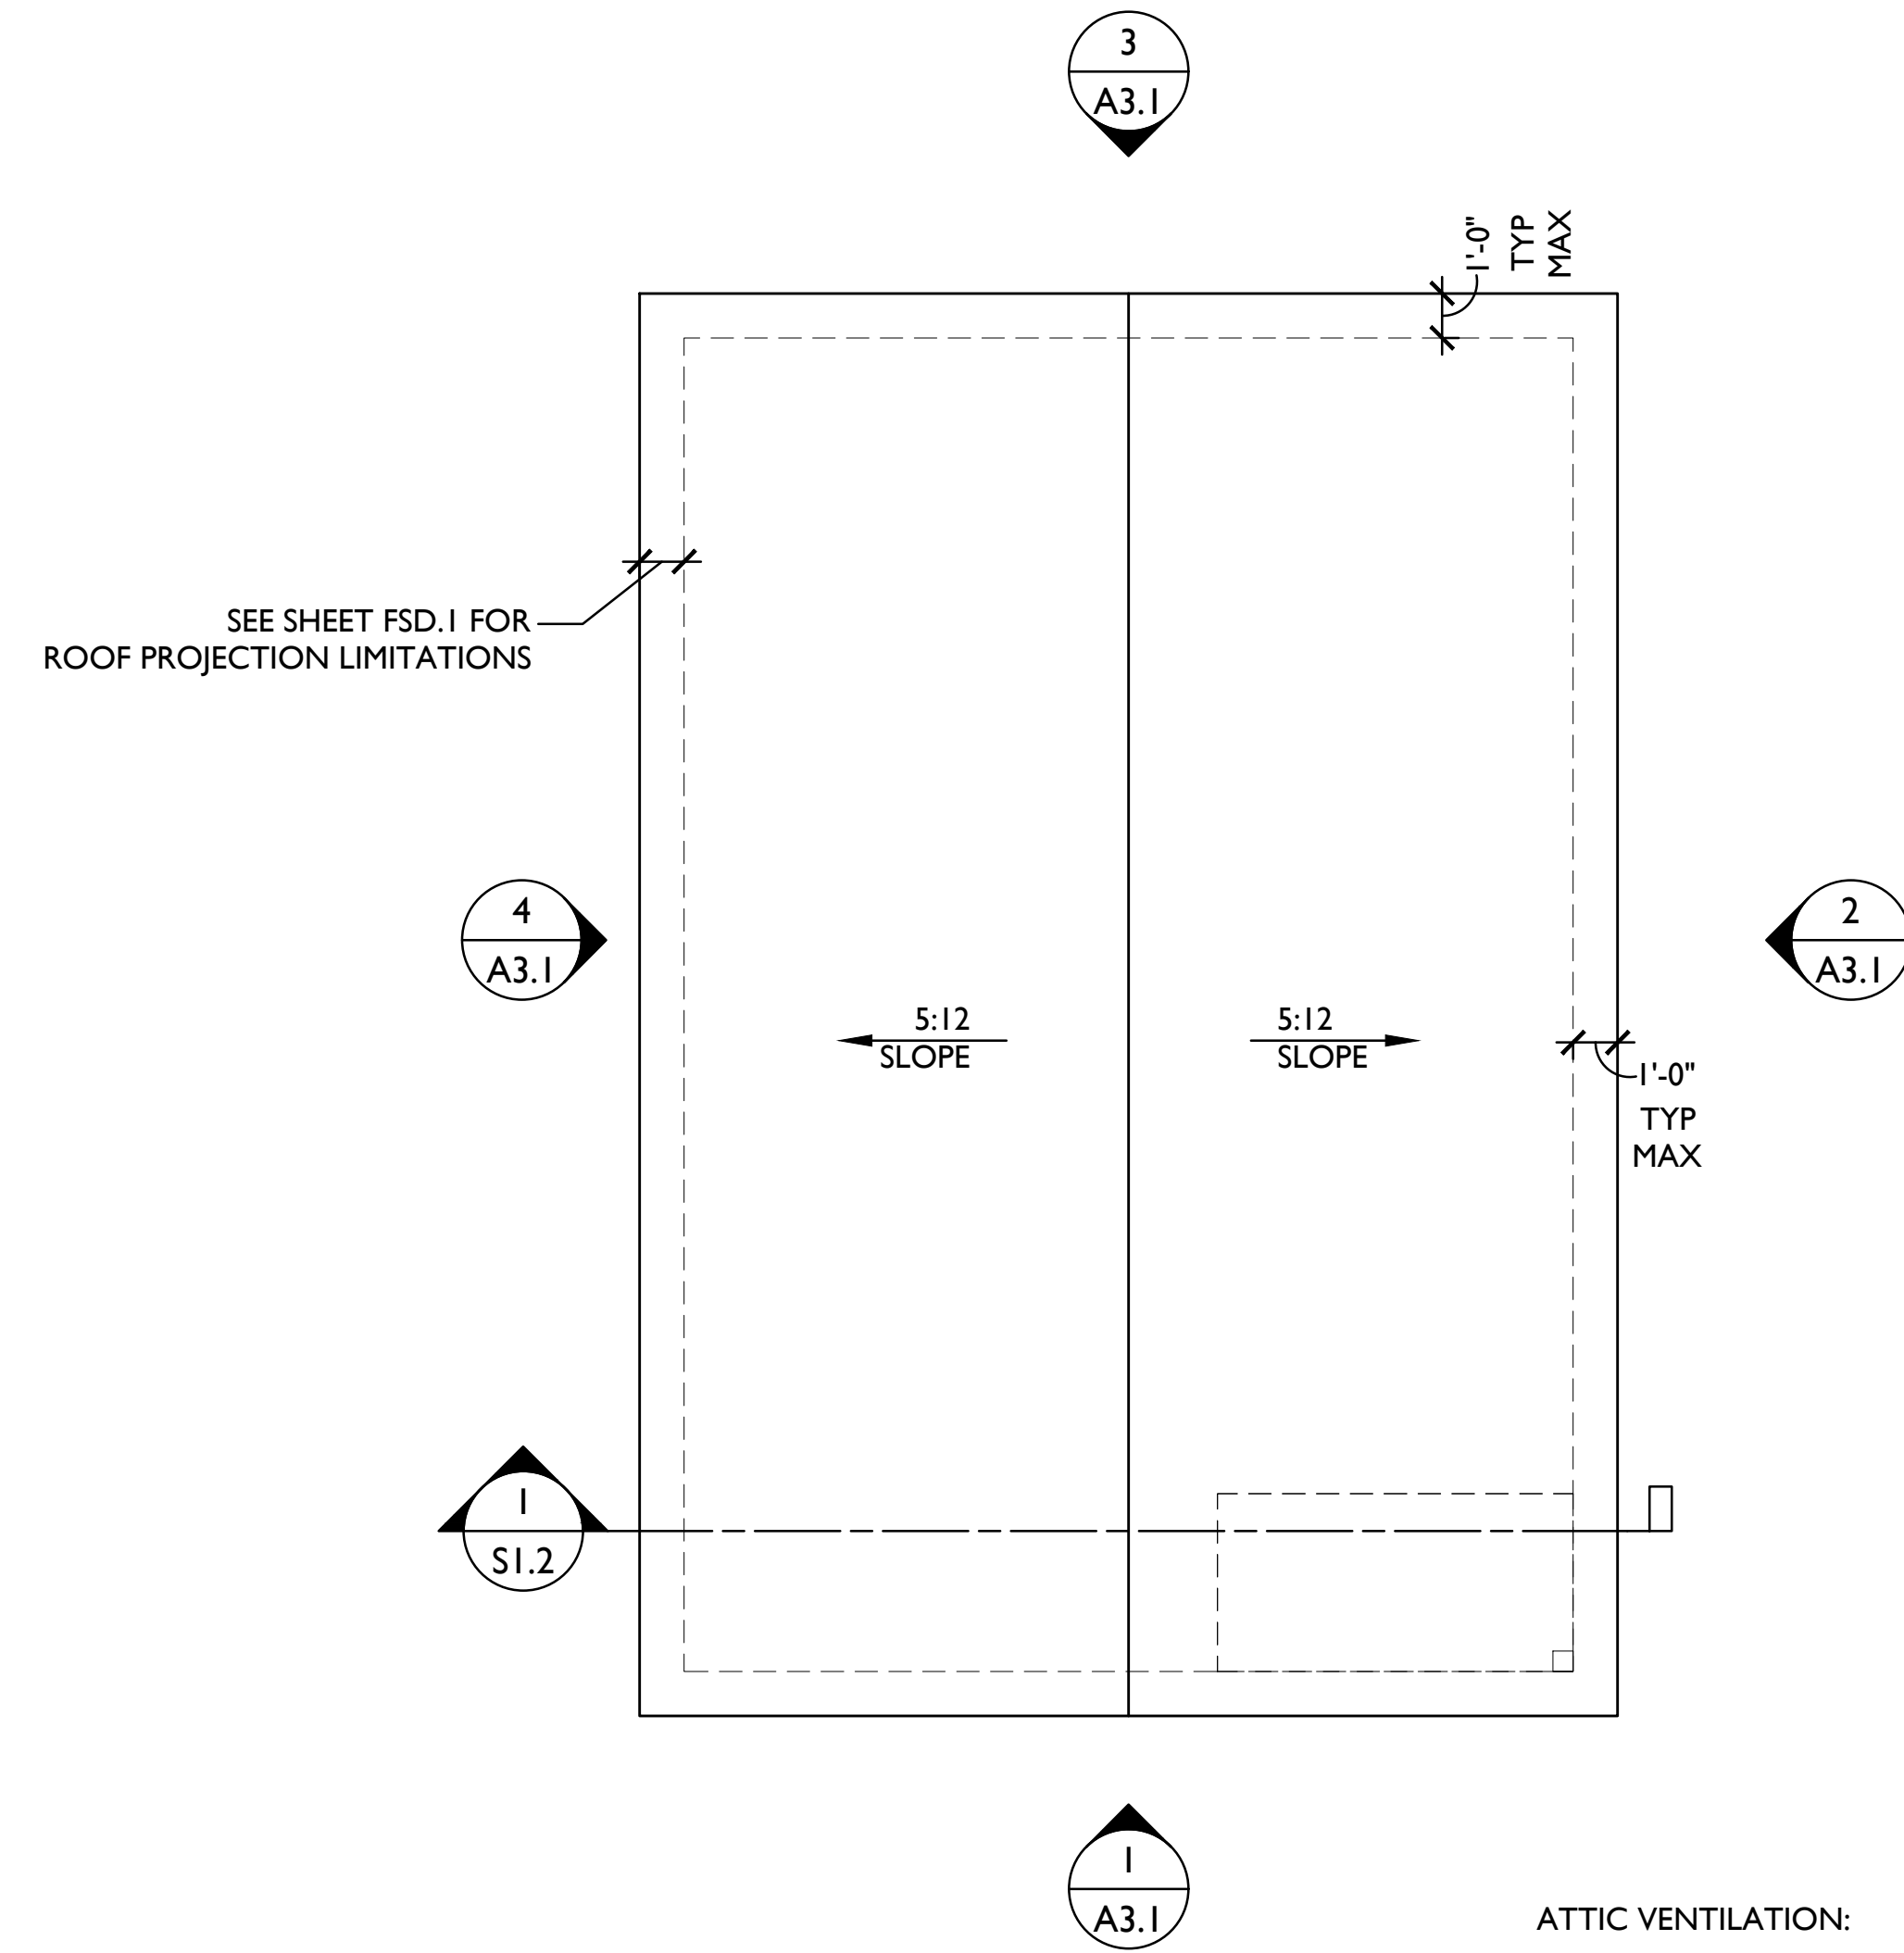 3
A3.1
1'-0"
TYP
MAX
SEE SHEET FSD.1 FOR
ROOF PROJECTION LIMITATIONS
4
A3.1
2
A3.1
5:12
SLOPE
5:12
SLOPE
1'-0"
TYP
MAX
1
S1.2
1
A3.1
ATTIC VENTILATION: